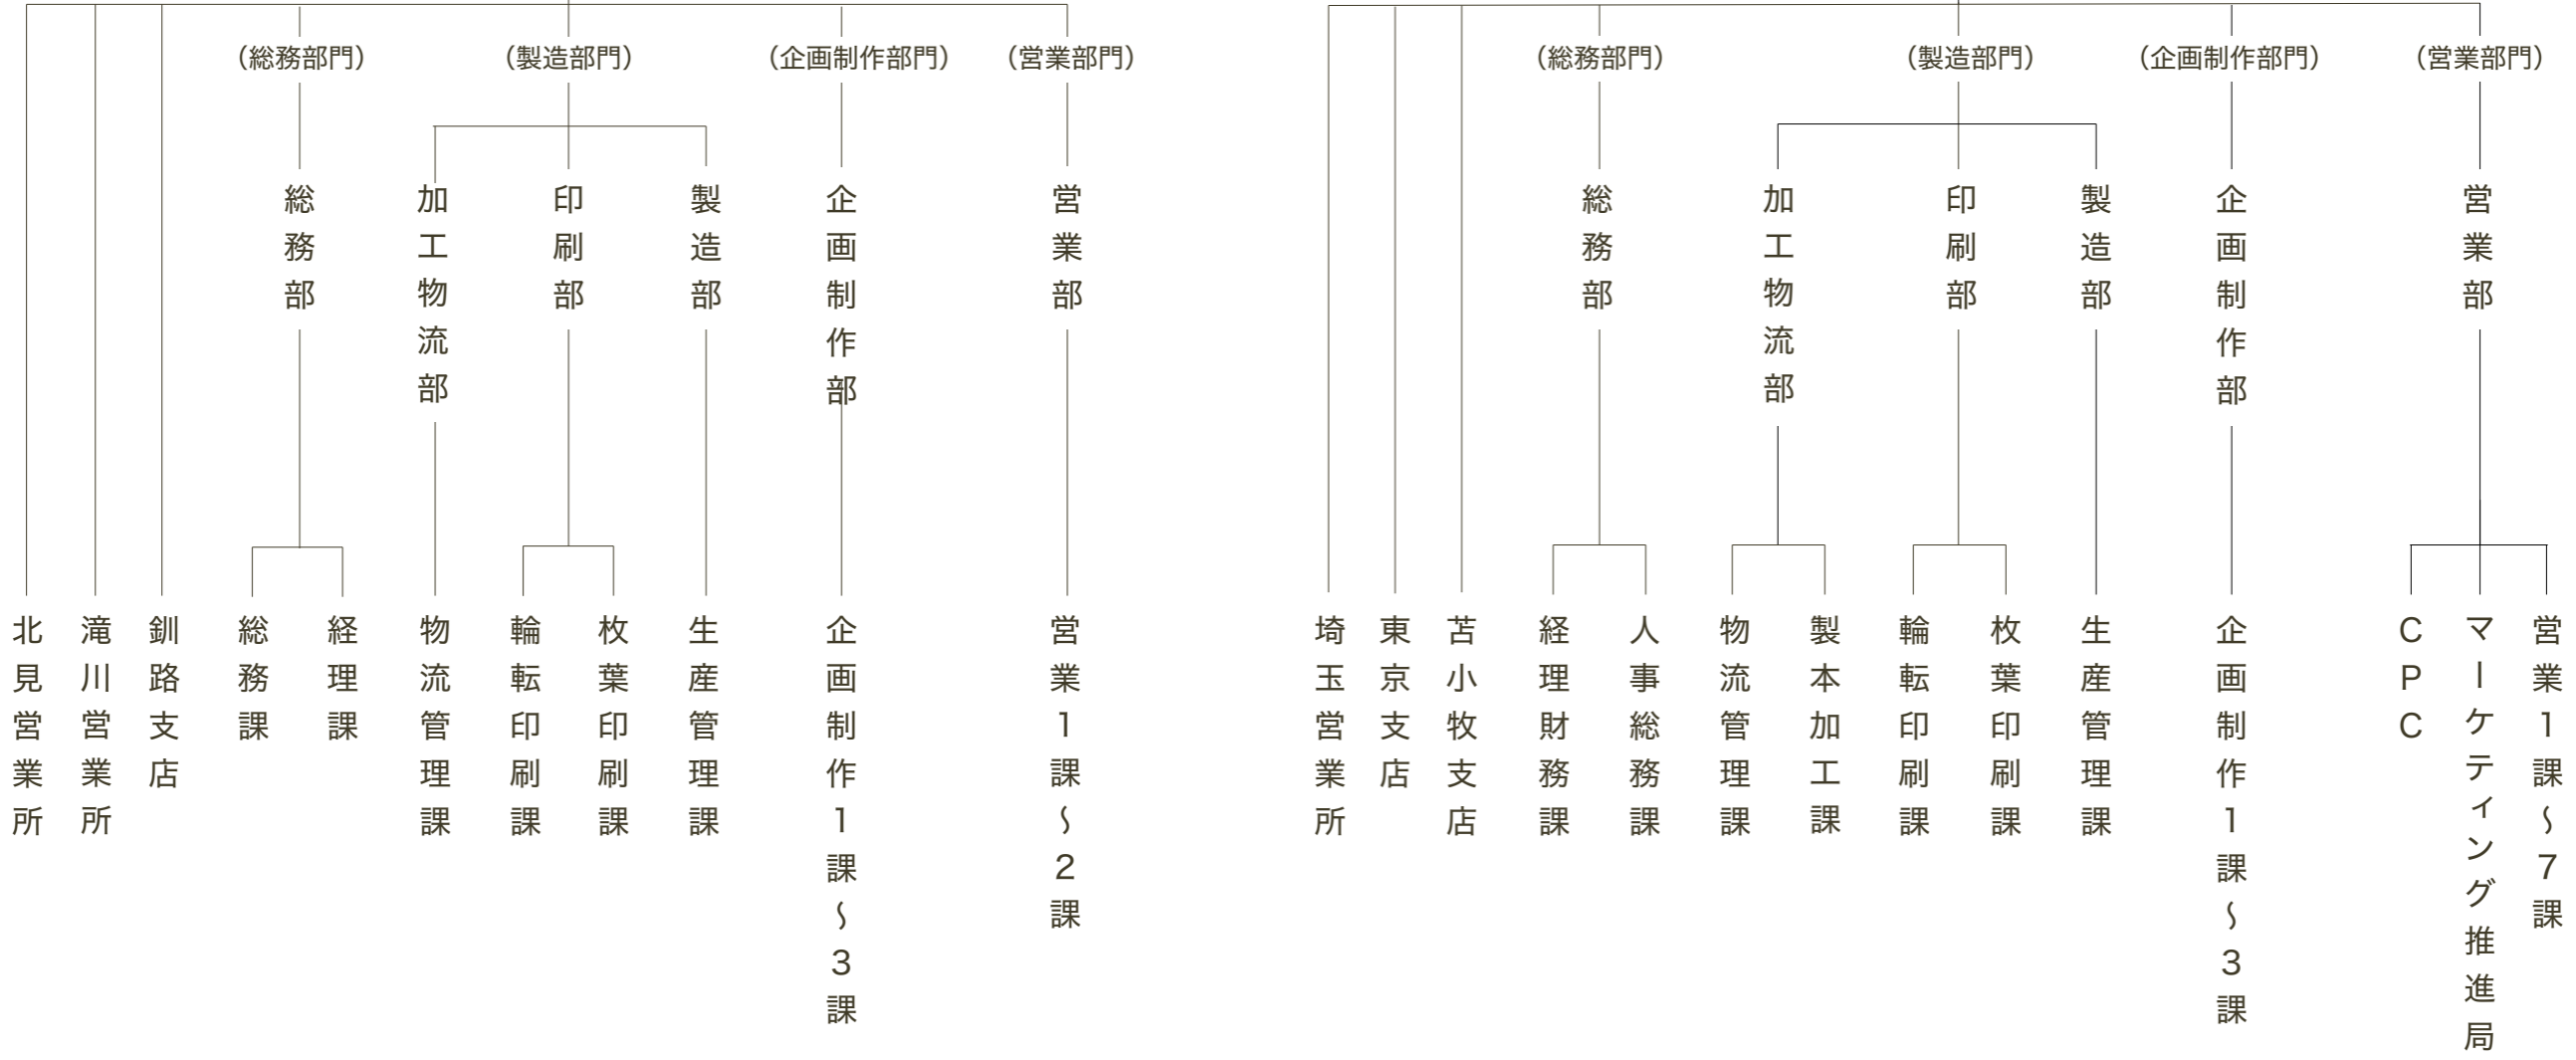 （営業部門）
（企画制作部門）
（製造部門）
（総務部門）
営業部
企画制作部
製造部
印刷部
加工物流部
総務部
営業1課～7課
マーケティング推進局
CPC
企画制作1課～3課
生産管理課
枚葉印刷課
輪転印刷課
製本加工課
物流管理課
人事総務課
経理財務課
苫小牧支店
東京支店
埼玉営業所
（営業部門）
（企画制作部門）
（製造部門）
（総務部門）
営業部
企画制作部
製造部
印刷部
加工物流部
総務部
営業1課～2課
企画制作1課～3課
生産管理課
枚葉印刷課
輪転印刷課
物流管理課
経理課
総務課
釧路支店
滝川営業所
北見営業所